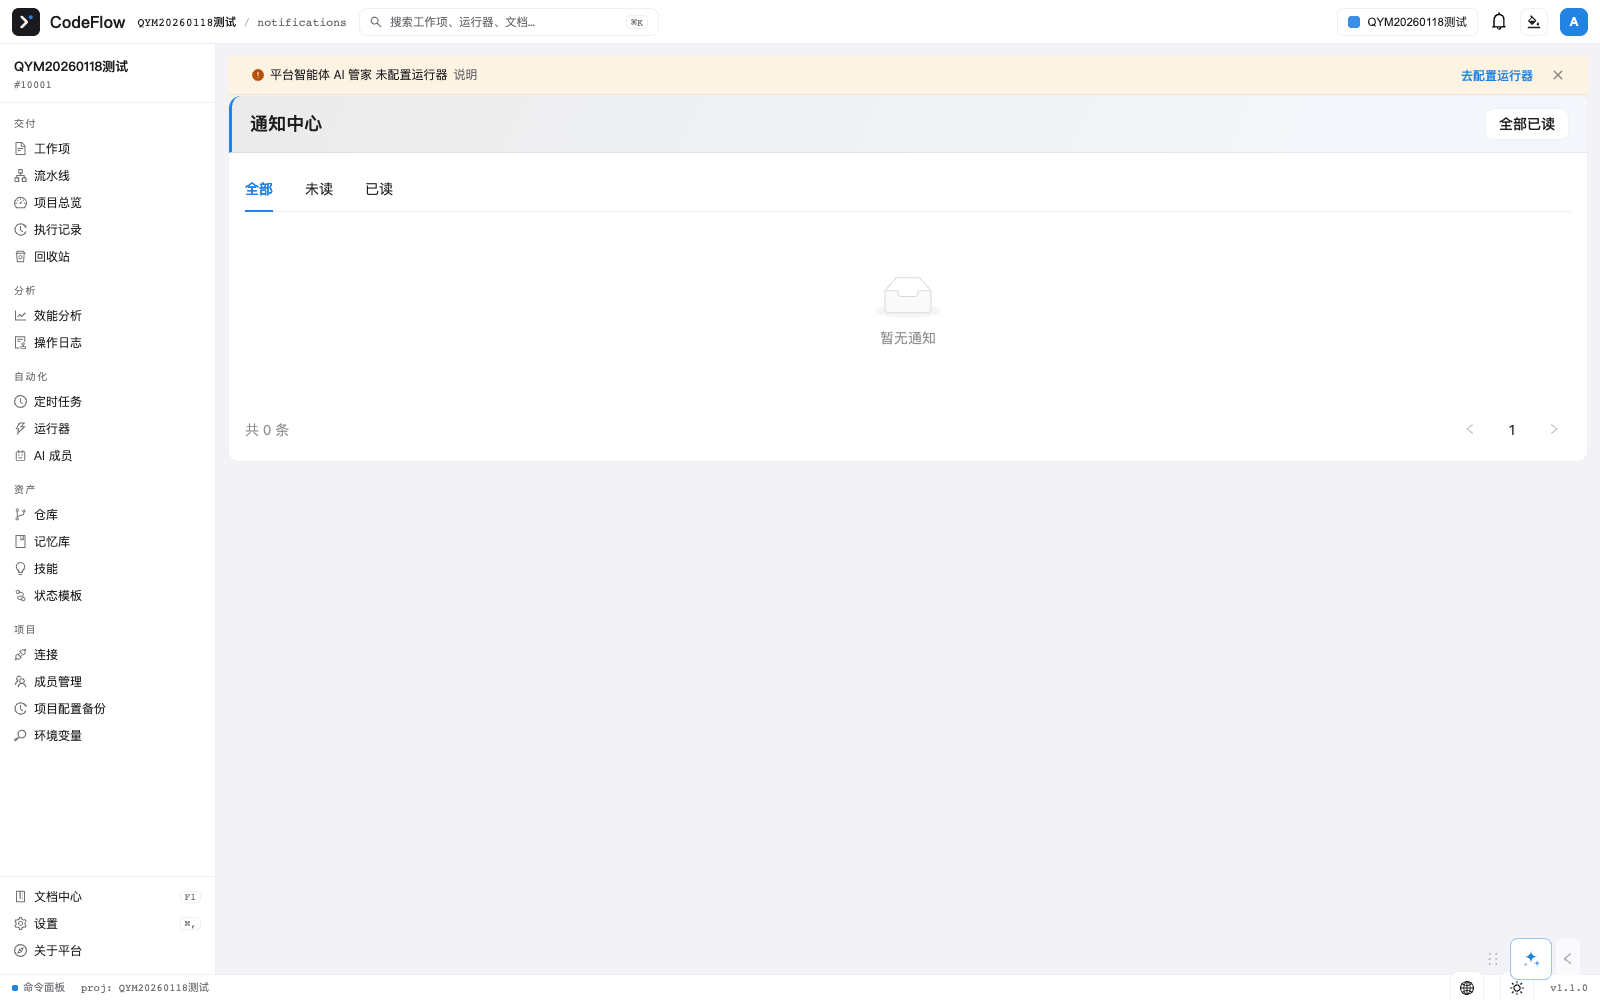 CodeFlow QYM20260118测试 / notifications 搜索工作项、运行器、文档... ⌘K QYM20260118测试 A
QYM20260118测试
#10001
交付
工作项
流水线
项目总览
执行记录
回收站
分析
效能分析
操作日志
自动化
定时任务
运行器
AI 成员
资产
仓库
记忆库
技能
状态模板
项目
连接
成员管理
项目配置备份
环境变量
文档中心 F1
设置 ⌘,
关于平台
平台智能体 AI 管家 未配置运行器 说明 去配置运行器
通知中心 全部已读
全部 未读 已读
暂无通知
共 0 条 1
命令面板 proj: QYM20260118测试 v1.1.0